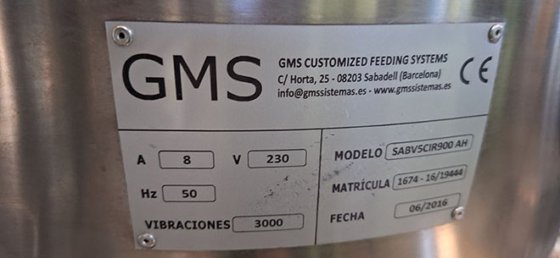 GMS
GMS CUSTOMIZED FEEDING SYSTEMS
C/ Horta, 25 - 08203 Sabadell (Barcelona)
info@gmssistemas.es - www.gmssistemas.es
CE
A 8 V 230
Hz 50
VIBRACIONES 3000
MODELO SABVSCIR900 AH
MATRÍCULA 1674 - 16/19444
FECHA 06/2016